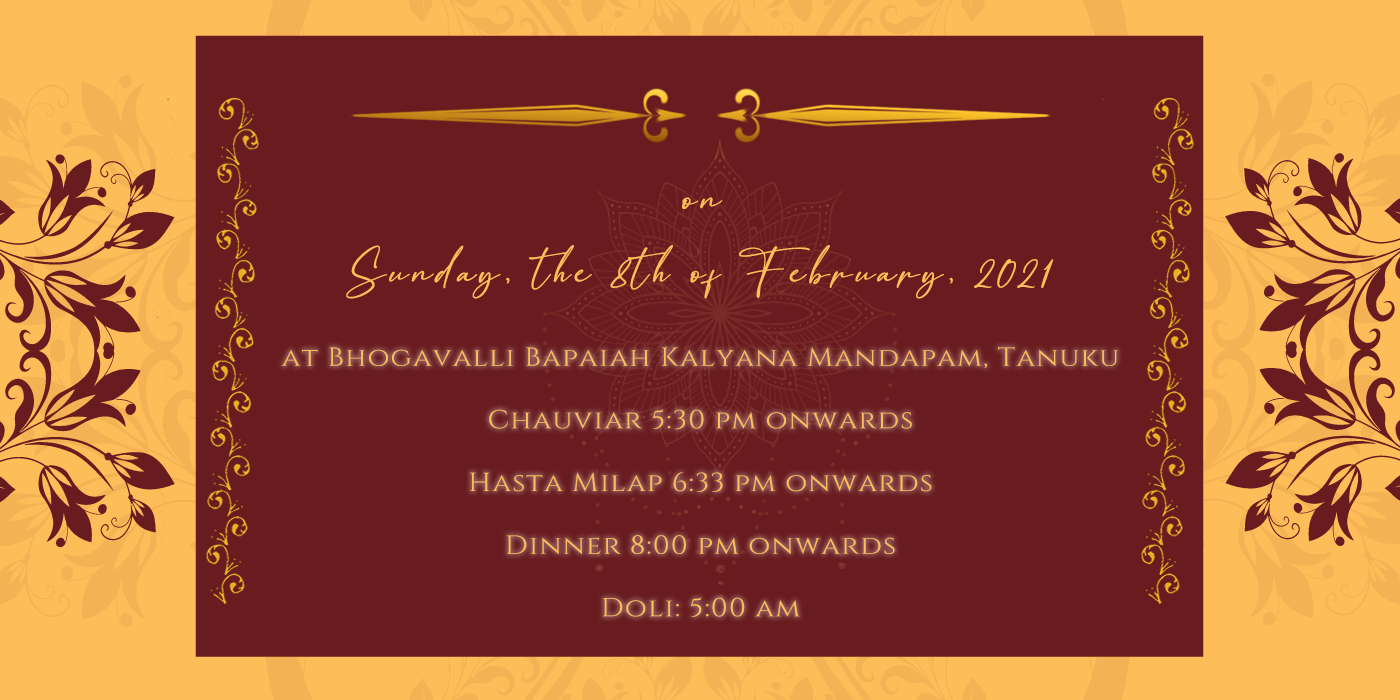 on
Sunday, the 8th of February, 2021
at Bhogavalli Bapaiah Kalyana Mandapam, Tanuku
Chauviar 5:30 pm onwards
Hasta Milap 6:33 pm onwards
Dinner 8:00 pm onwards
Doli: 5:00 am